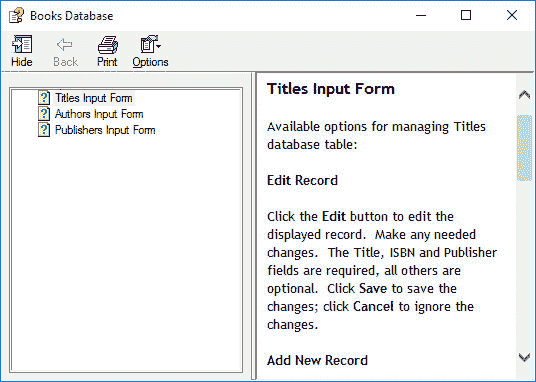 Books Database
Hide Back Print Options
Titles Input Form
Authors Input Form
Publishers Input Form
Titles Input Form
Available options for managing Titles
database table:
Edit Record
Click the Edit button to edit the
displayed record. Make any needed
changes. The Title, ISBN and Publisher
fields are required, all others are
optional. Click Save to save the
changes; click Cancel to ignore the
changes.
Add New Record